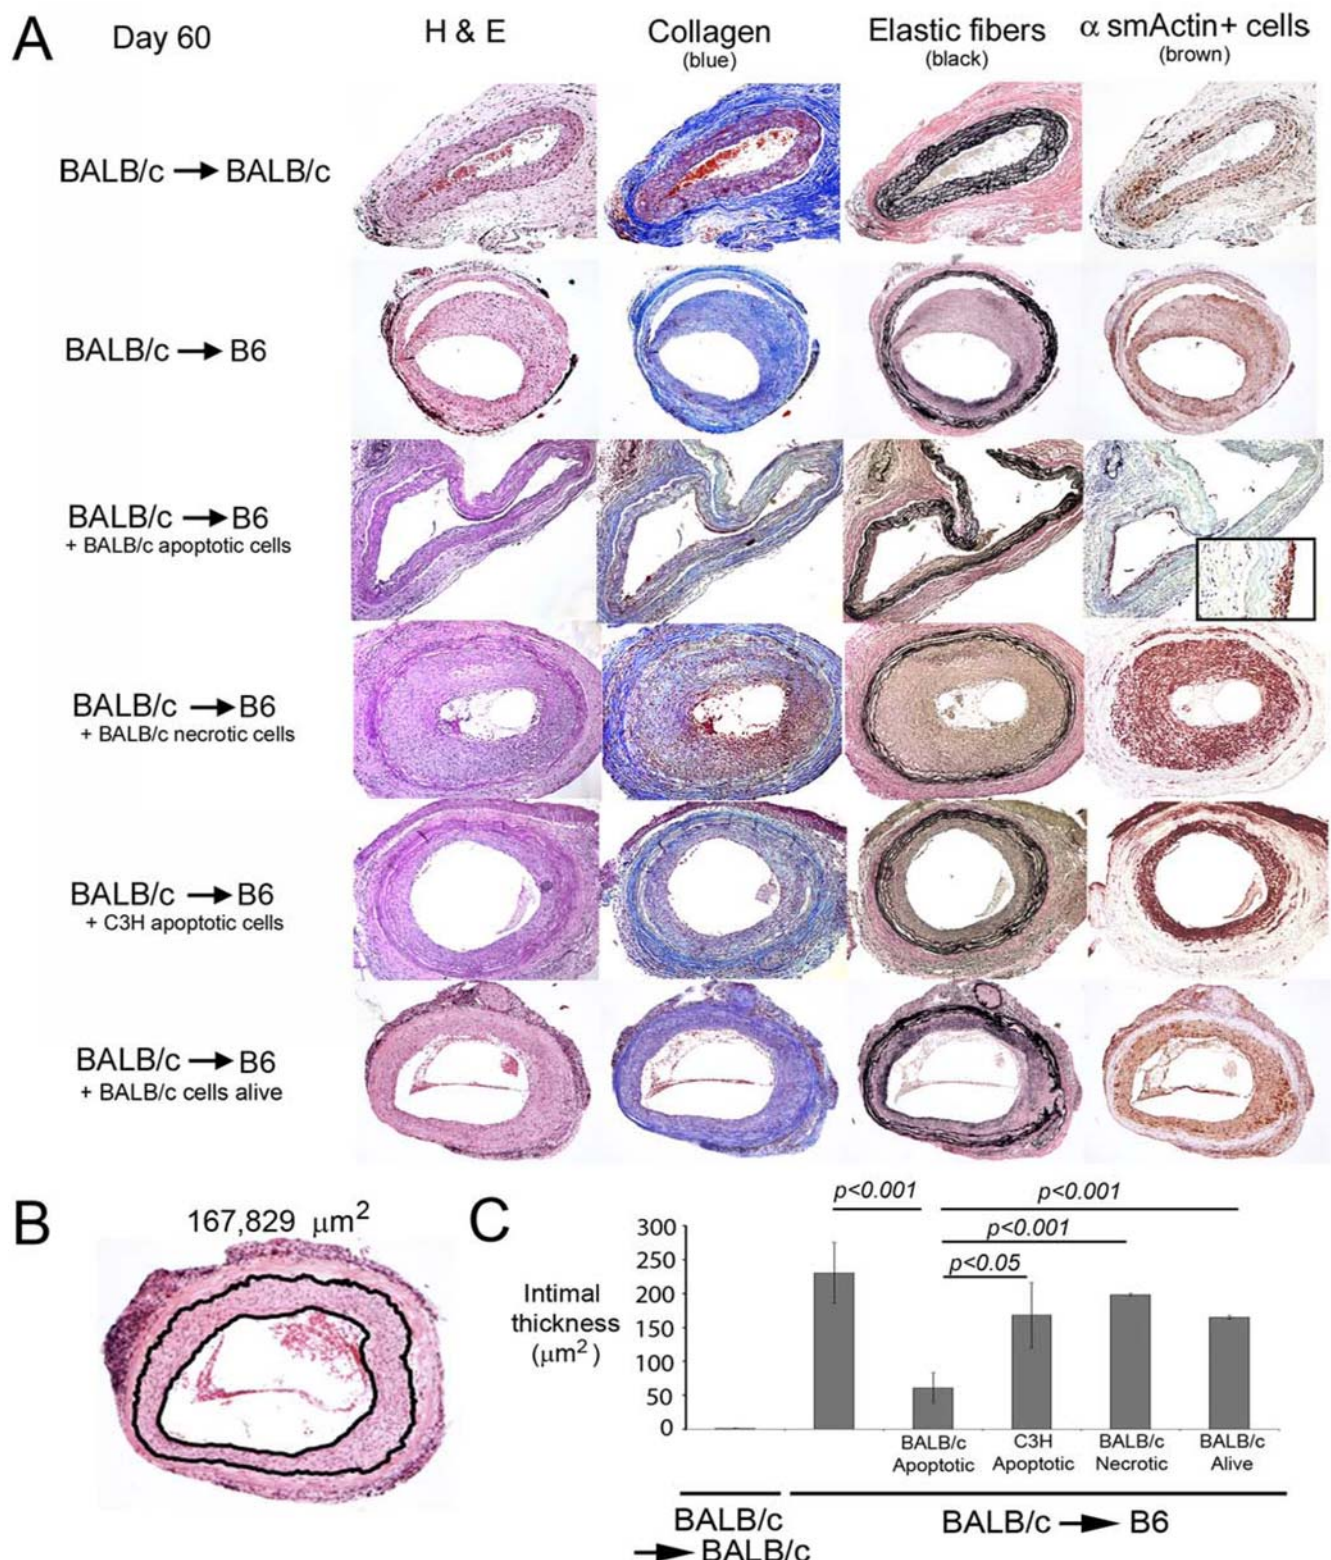 A
Day 60
H & E
Collagen
(blue)
Elastic fibers
(black)
α smActin+ cells
(brown)
BALB/c → BALB/c
BALB/c → B6
BALB/c → B6
+ BALB/c apoptotic cells
BALB/c → B6
+ BALB/c necrotic cells
BALB/c → B6
+ C3H apoptotic cells
BALB/c → B6
+ BALB/c cells alive
B
167,829 μm²
C
p<0.001
p<0.001
p<0.001
p<0.05
Intimal
thickness
(μm²)
300
250
200
150
100
50
0
BALB/c
Apoptotic
C3H
Apoptotic
BALB/c
Necrotic
BALB/c
Alive
BALB/c
→ BALB/c
BALB/c → B6